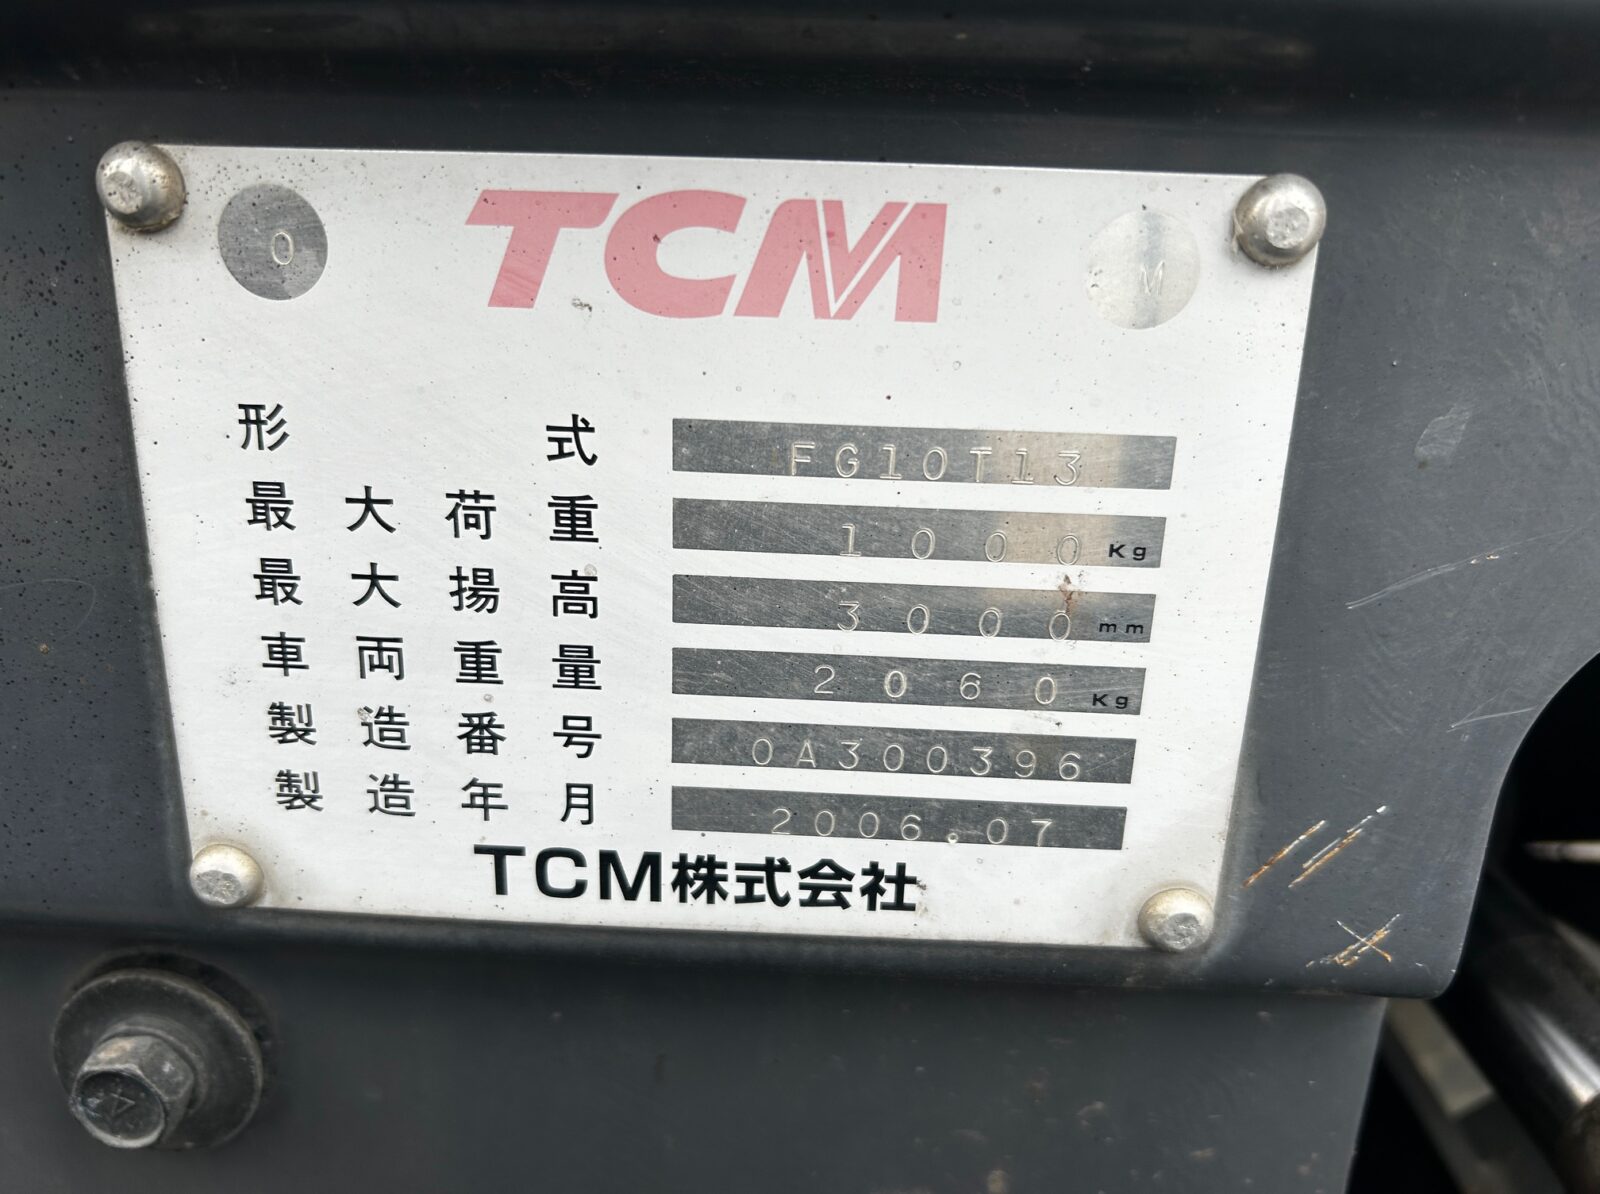 O TCM M
形式 FG10T13
最大荷重 1000 Kg
最大揚高 3000 mm
車両重量 2060 Kg
製造番号 0A300396
製造年月 2006.07
TCM株式会社
4